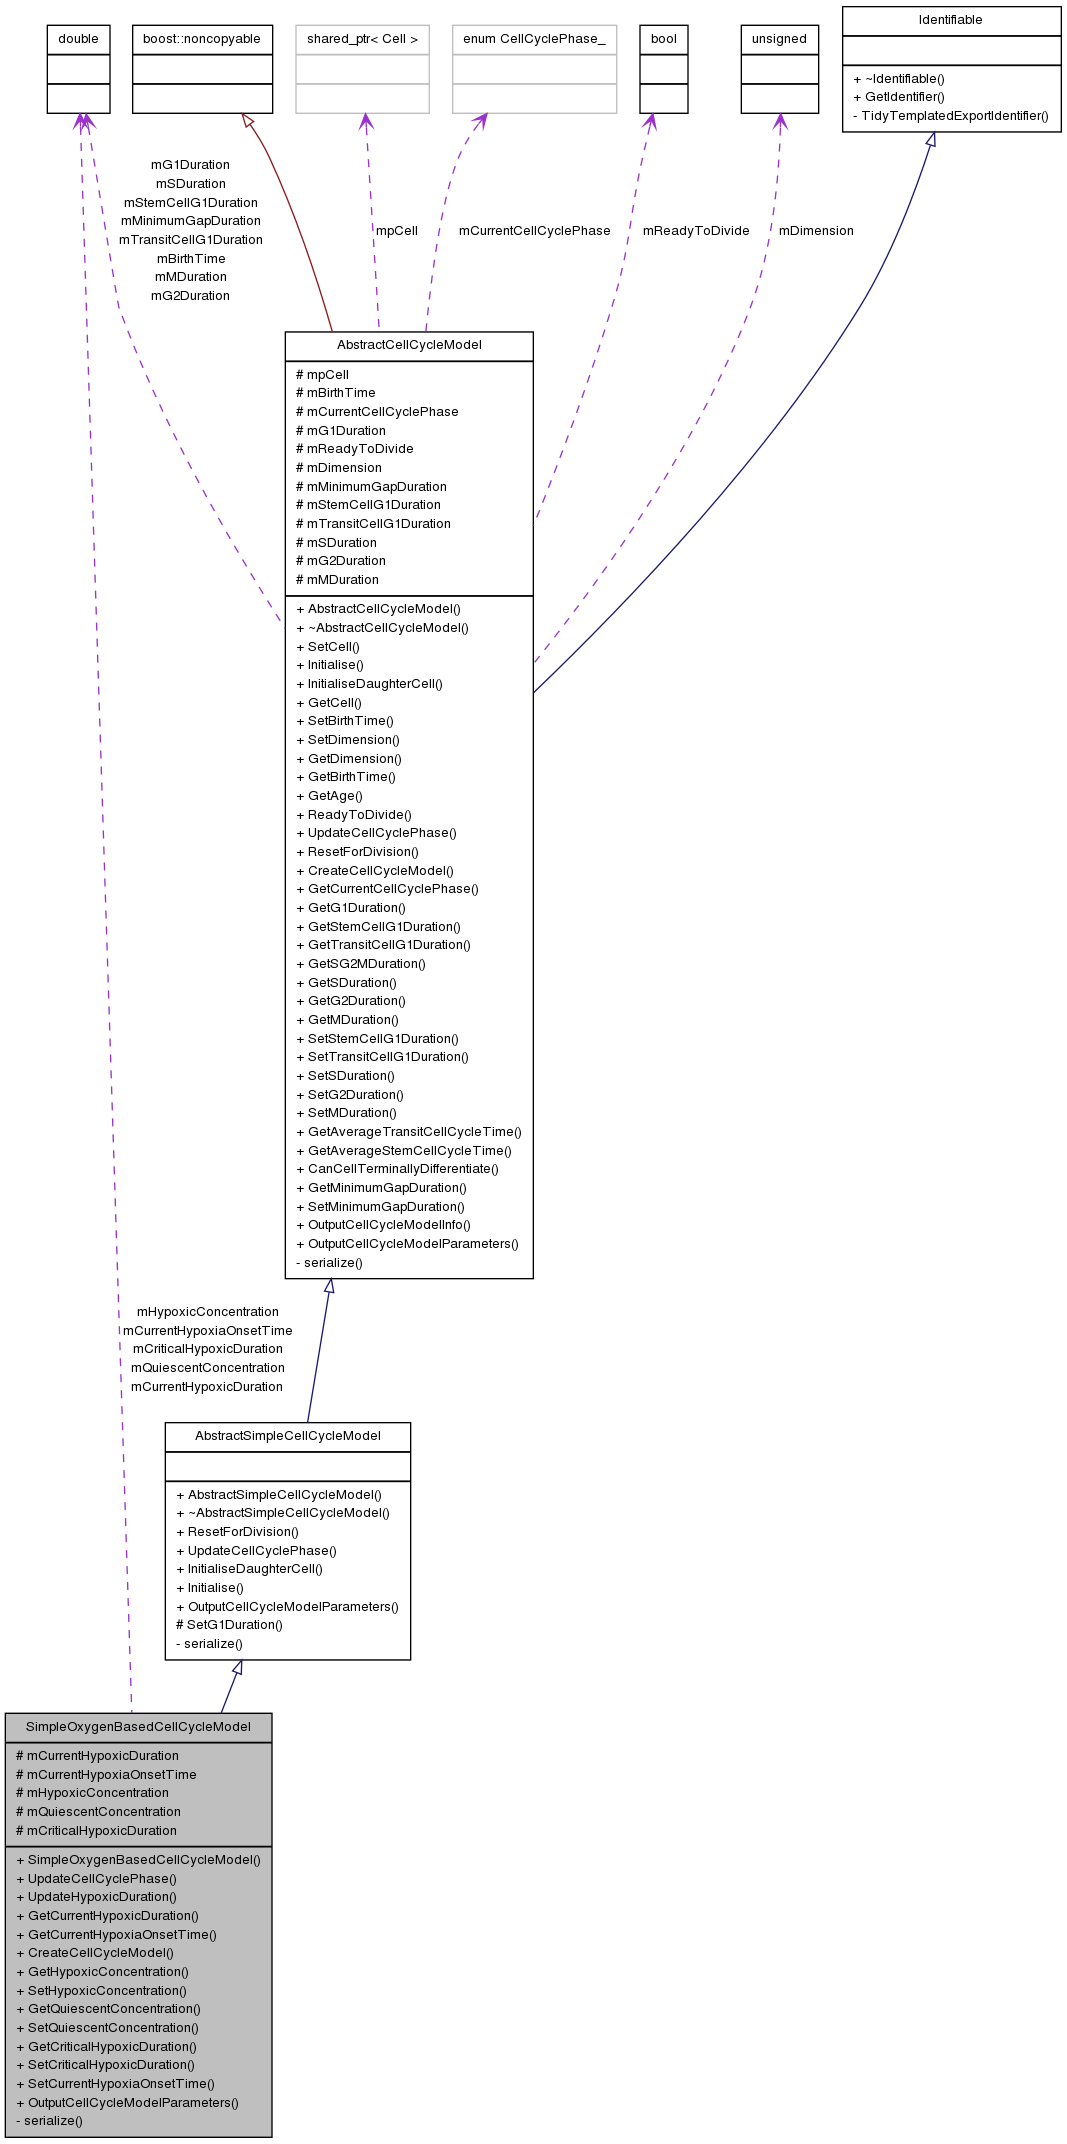 double
boost::noncopyable
shared_ptr< Cell >
enum CellCyclePhase_
bool
unsigned
Identifiable
+ ~Identifiable()
+ GetIdentifier()
- TidyTemplatedExportIdentifier()
mG1Duration
mSDuration
mStemCellG1Duration
mMinimumGapDuration
mTransitCellG1Duration
mBirthTime
mMDuration
mG2Duration
mpCell
mCurrentCellCyclePhase
mReadyToDivide
mDimension
AbstractCellCycleModel
# mpCell
# mBirthTime
# mCurrentCellCyclePhase
# mG1Duration
# mReadyToDivide
# mDimension
# mMinimumGapDuration
# mStemCellG1Duration
# mTransitCellG1Duration
# mSDuration
# mG2Duration
# mMDuration
+ AbstractCellCycleModel()
+ ~AbstractCellCycleModel()
+ SetCell()
+ Initialise()
+ InitialiseDaughterCell()
+ GetCell()
+ SetBirthTime()
+ SetDimension()
+ GetDimension()
+ GetBirthTime()
+ GetAge()
+ ReadyToDivide()
+ UpdateCellCyclePhase()
+ ResetForDivision()
+ CreateCellCycleModel()
+ GetCurrentCellCyclePhase()
+ GetG1Duration()
+ GetStemCellG1Duration()
+ GetTransitCellG1Duration()
+ GetSG2MDuration()
+ GetSDuration()
+ GetG2Duration()
+ GetMDuration()
+ SetStemCellG1Duration()
+ SetTransitCellG1Duration()
+ SetSDuration()
+ SetG2Duration()
+ SetMDuration()
+ GetAverageTransitCellCycleTime()
+ GetAverageStemCellCycleTime()
+ CanCellTerminallyDifferentiate()
+ GetMinimumGapDuration()
+ SetMinimumGapDuration()
+ OutputCellCycleModelInfo()
+ OutputCellCycleModelParameters()
- serialize()
mHypoxicConcentration
mCurrentHypoxiaOnsetTime
mCriticalHypoxicDuration
mQuiescentConcentration
mCurrentHypoxicDuration
AbstractSimpleCellCycleModel
+ AbstractSimpleCellCycleModel()
+ ~AbstractSimpleCellCycleModel()
+ ResetForDivision()
+ UpdateCellCyclePhase()
+ InitialiseDaughterCell()
+ Initialise()
+ OutputCellCycleModelParameters()
# SetG1Duration()
- serialize()
SimpleOxygenBasedCellCycleModel
# mCurrentHypoxicDuration
# mCurrentHypoxiaOnsetTime
# mHypoxicConcentration
# mQuiescentConcentration
# mCriticalHypoxicDuration
+ SimpleOxygenBasedCellCycleModel()
+ UpdateCellCyclePhase()
+ UpdateHypoxicDuration()
+ GetCurrentHypoxicDuration()
+ GetCurrentHypoxiaOnsetTime()
+ CreateCellCycleModel()
+ GetHypoxicConcentration()
+ SetHypoxicConcentration()
+ GetQuiescentConcentration()
+ SetQuiescentConcentration()
+ GetCriticalHypoxicDuration()
+ SetCriticalHypoxicDuration()
+ SetCurrentHypoxiaOnsetTime()
+ OutputCellCycleModelParameters()
- serialize()